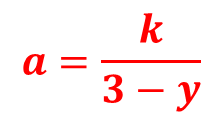 a = k / (3 − y)